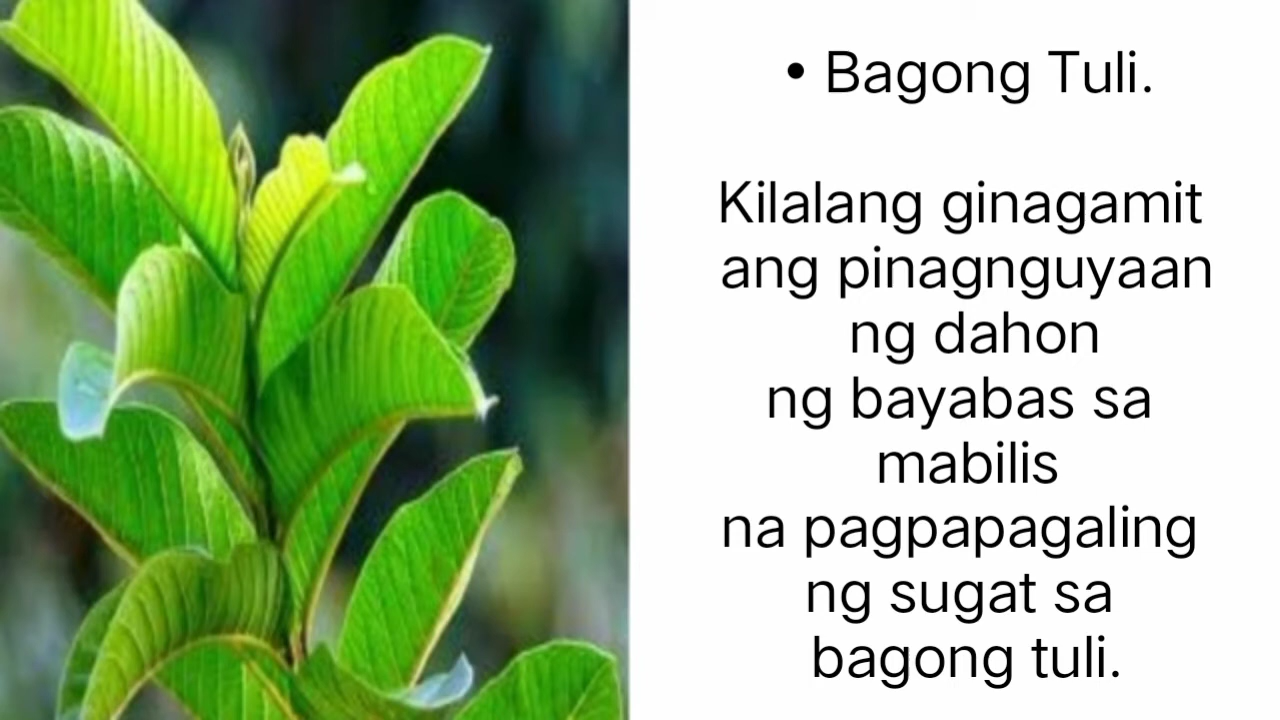 • Bagong Tuli.
Kilalang ginagamit
ang pinagnguyaan
ng dahon
ng bayabas sa
mabilis
na pagpapagaling
ng sugat sa
bagong tuli.